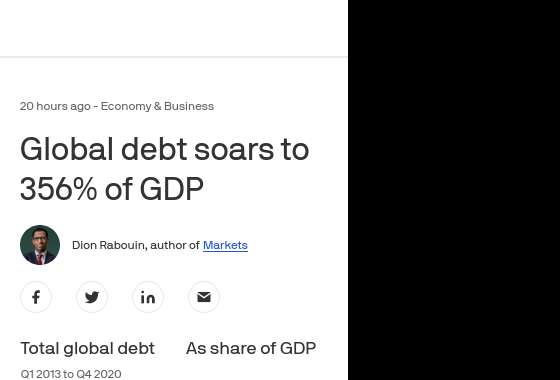 20 hours ago - Economy & Business
Global debt soars to
356% of GDP
Dion Rabouin, author of Markets
Total global debt
As share of GDP
Q1 2013 to Q4 2020